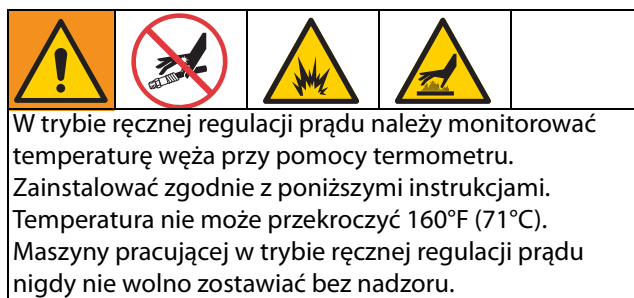 W trybie ręcznej regulacji prądu należy monitorować
temperaturę węża przy pomocy termometru.
Zainstalować zgodnie z poniższymi instrukcjami.
Temperatura nie może przekroczyć 160°F (71°C).
Maszyny pracującej w trybie ręcznej regulacji prądu
nigdy nie wolno zostawiać bez nadzoru.